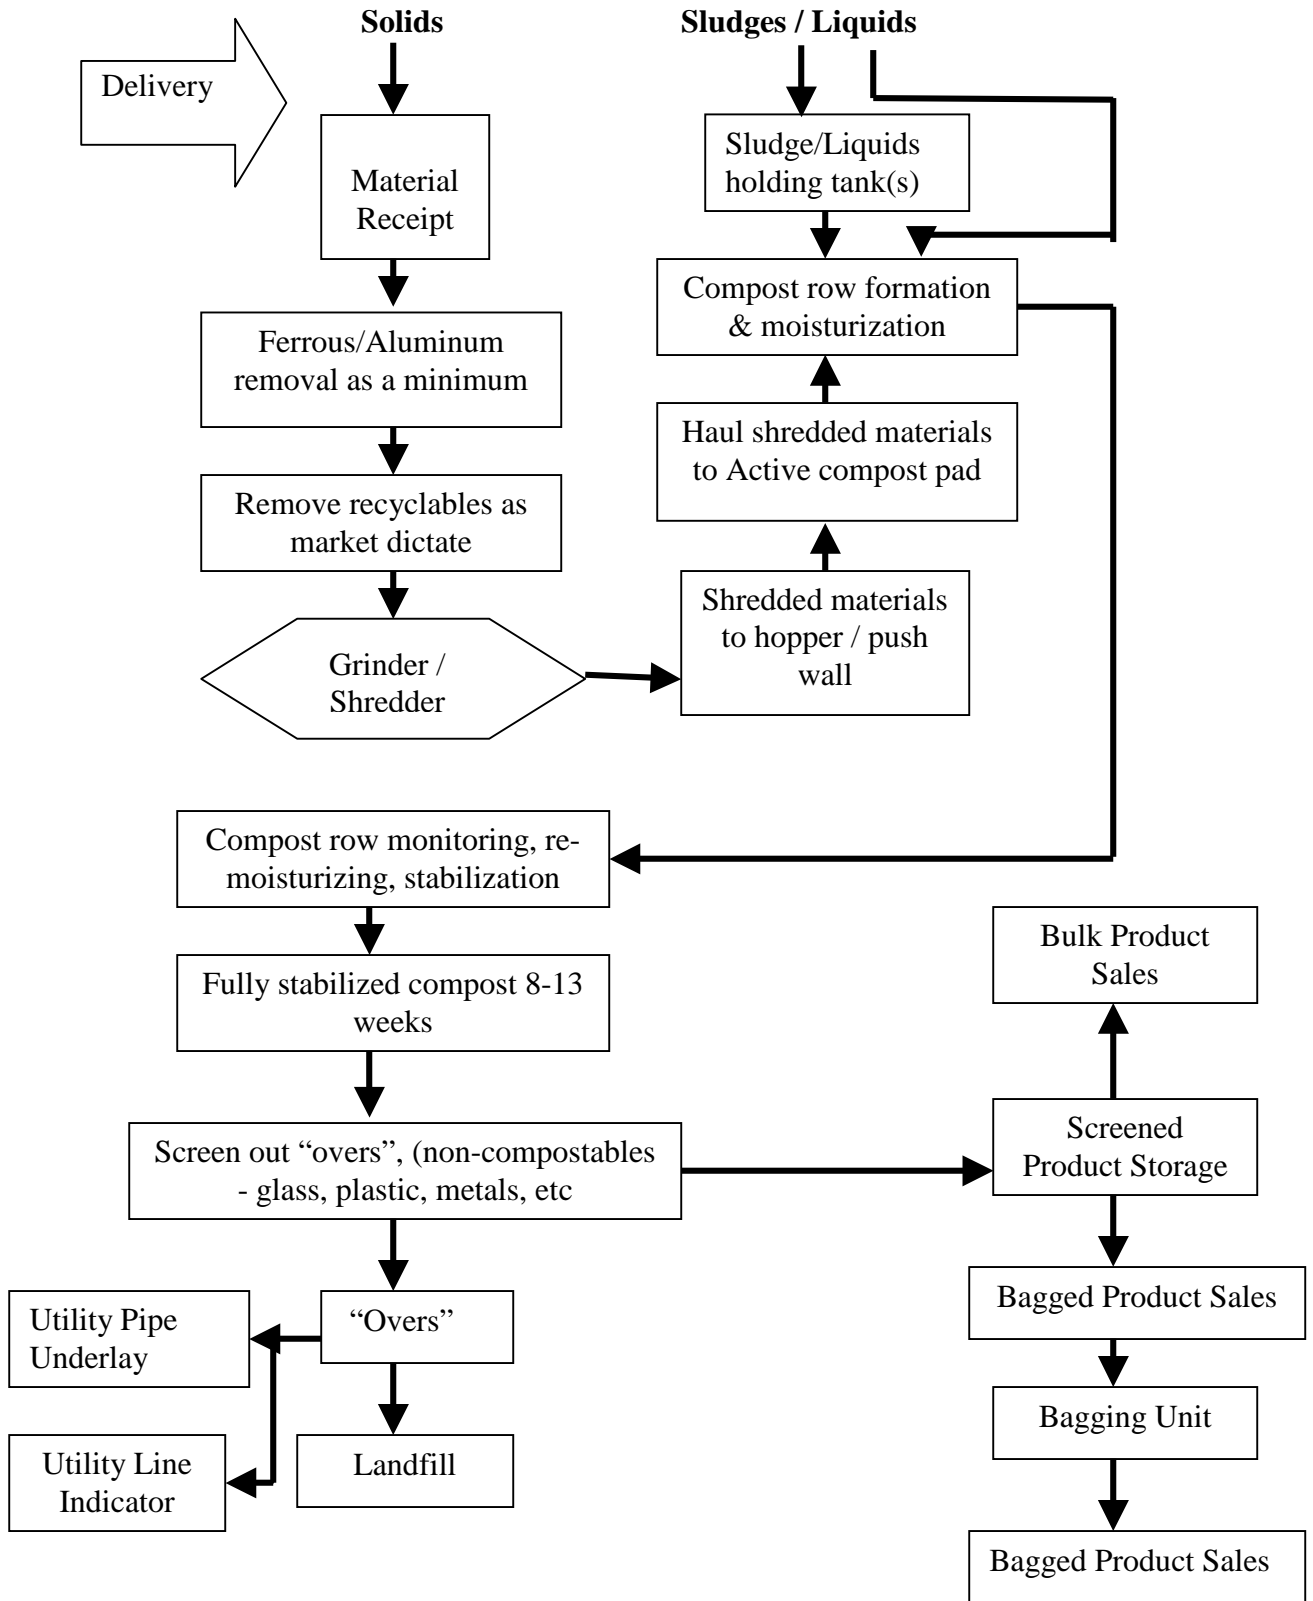 Solids
Sludges / Liquids
Delivery
Material
Receipt
Sludge/Liquids
holding tank(s)
Ferrous/Aluminum
removal as a minimum
Compost row formation
& moisturization
Remove recyclables as
market dictate
Haul shredded materials
to Active compost pad
Grinder /
Shredder
Shredded materials
to hopper / push
wall
Compost row monitoring, re-
moisturizing, stabilization
Fully stabilized compost 8-13
weeks
Screen out “overs”, (non-compostables
- glass, plastic, metals, etc
Bulk Product
Sales
Screened
Product Storage
Bagged Product Sales
Bagging Unit
Bagged Product Sales
“Overs”
Utility Pipe
Underlay
Utility Line
Indicator
Landfill